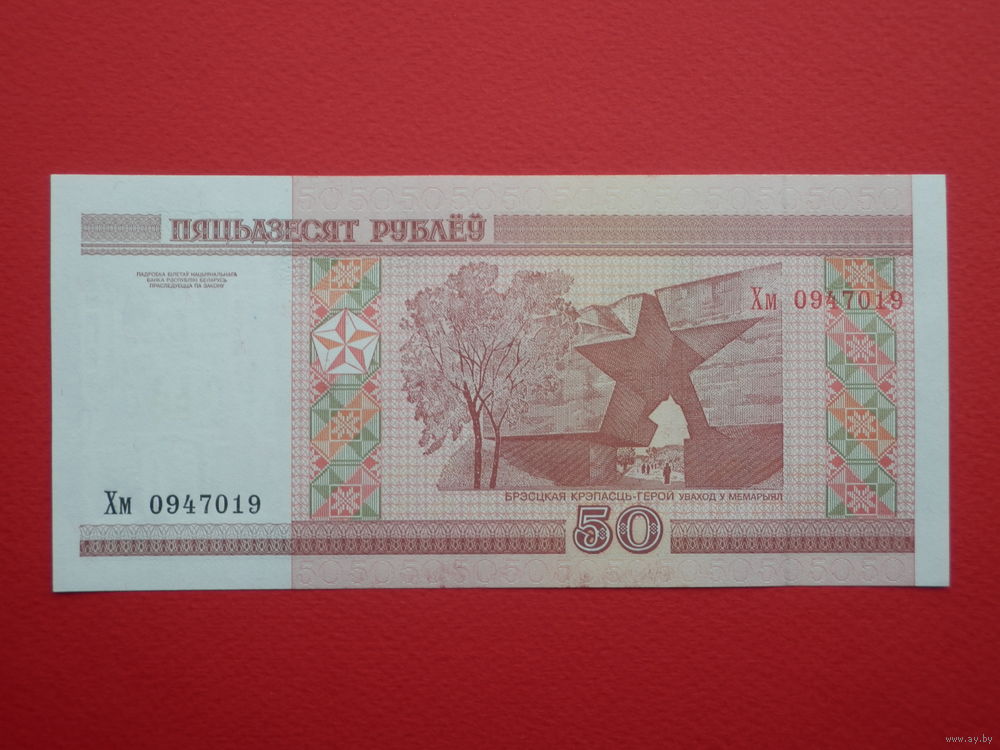 ПЯЦЬДЗЕСЯТ РУБЛЁЎ
ПАДРОБКА БІЛЕТАЎ НАЦЫЯНАЛЬНАГА
БАНКА РЭСПУБЛІКІ БЕЛАРУСЬ
ПРАСЛЕДУЕЦЦА ПА ЗАКОНУ
Хм 0947019
Хм 0947019
БРЭСЦКАЯ КРЭПАСЦЬ-ГЕРОЙ УВАХОД У МЕМАРЫЯЛ
50
www.ay.by